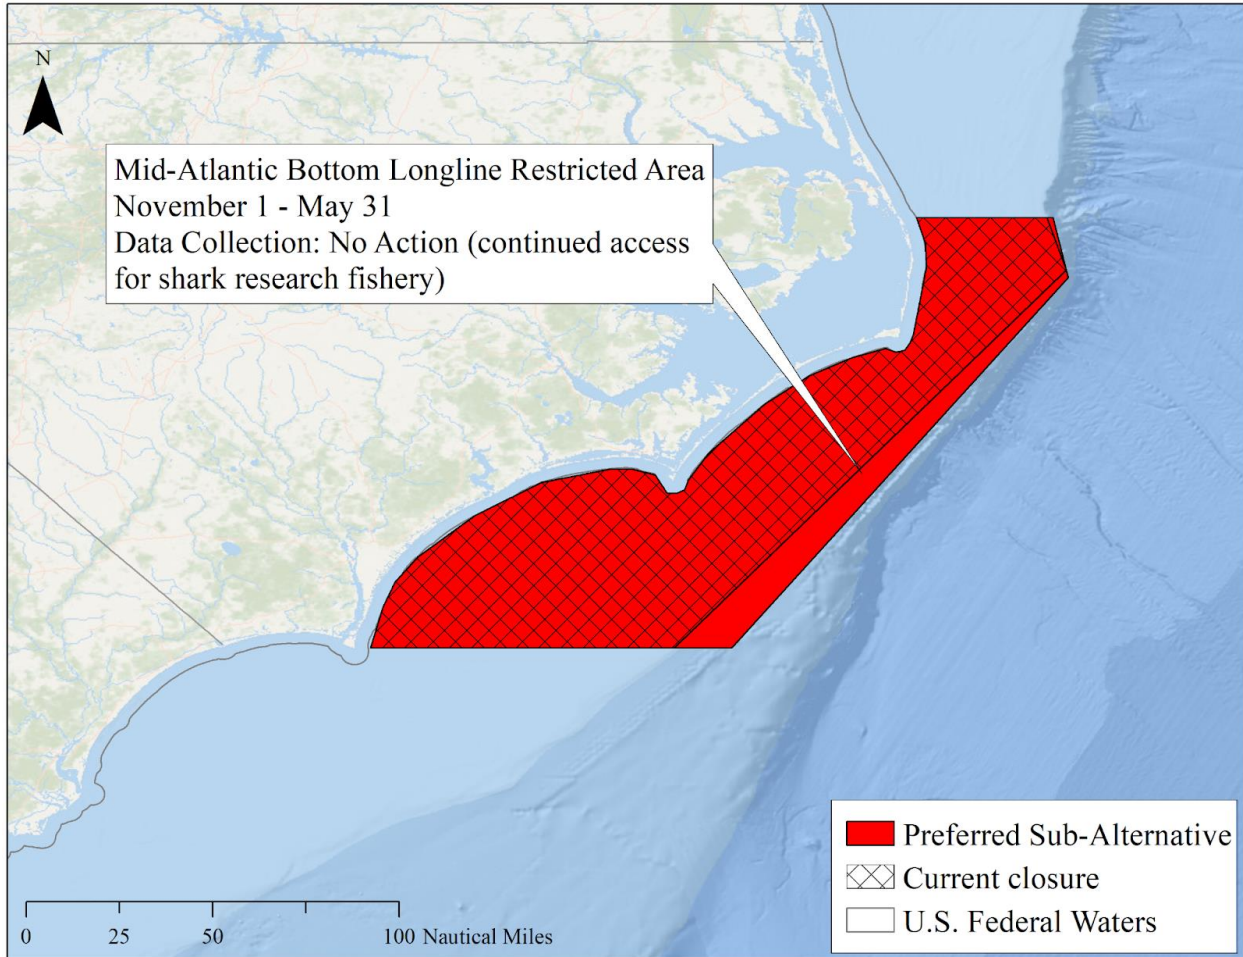 N
Mid-Atlantic Bottom Longline Restricted Area
November 1 - May 31
Data Collection: No Action (continued access
for shark research fishery)
Preferred Sub-Alternative
Current closure
U.S. Federal Waters
0 25 50 100 Nautical Miles